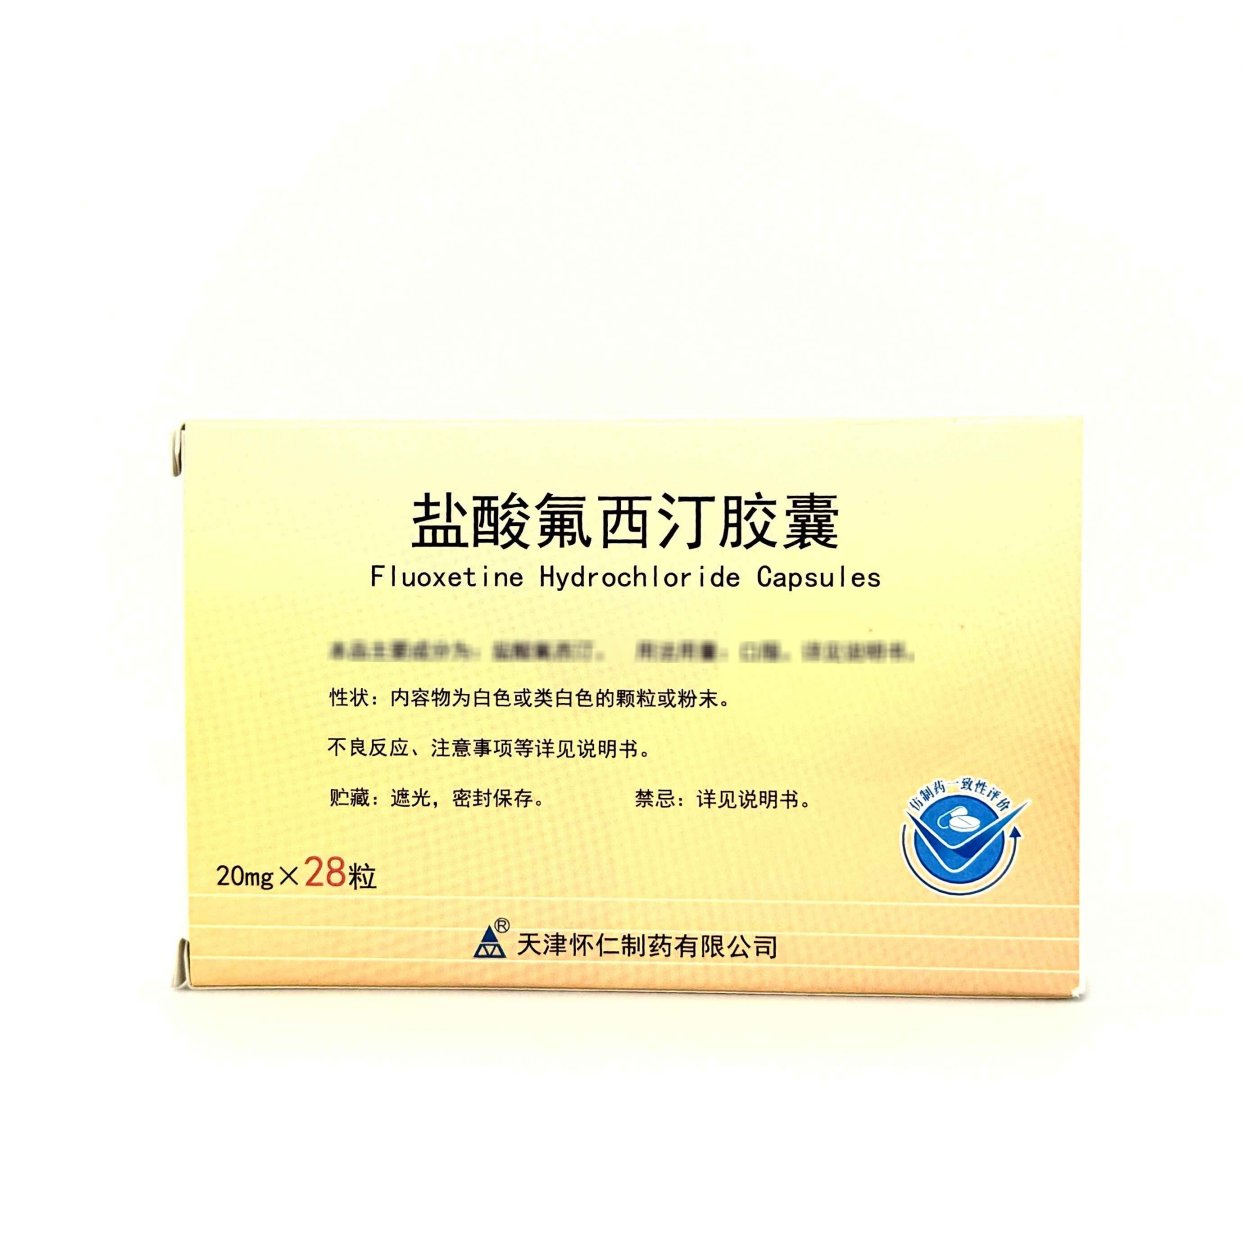 盐酸氟西汀胶囊
Fluoxetine Hydrochloride Capsules
性状：内容物为白色或类白色的颗粒或粉末。
不良反应、注意事项等详见说明书。
贮藏：遮光，密封保存。 禁忌：详见说明书。
仿制药一致性评价
20mg×28粒
® 天津怀仁制药有限公司